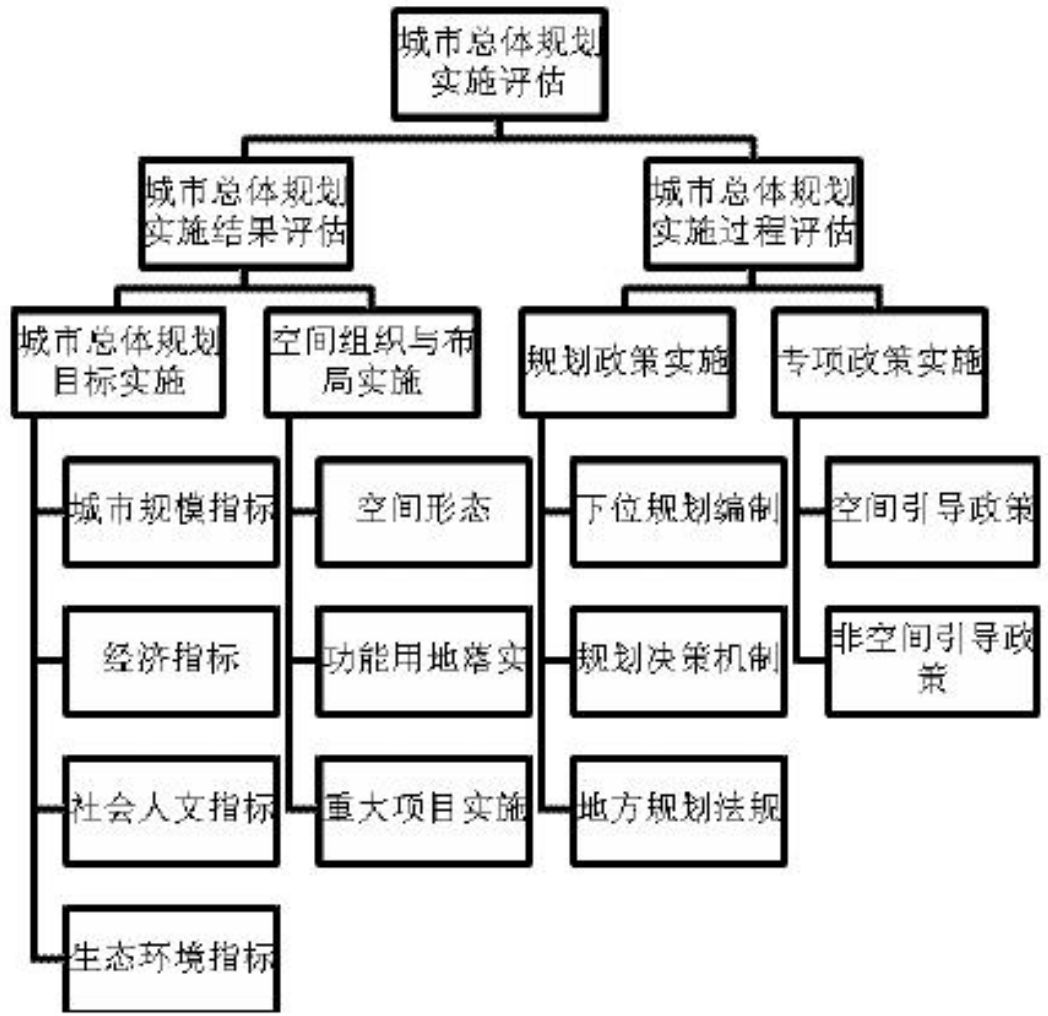 城市总体规划
实施评估
城市总体规划
实施结果评估
城市总体规划
实施过程评估
城市总体规划
目标实施
空间组织与布
局实施
规划政策实施
专项政策实施
城市规模指标
空间形态
下位规划编制
空间引导政策
经济指标
功能用地落实
规划决策机制
非空间引导政
策
社会人文指标
重大项目实施
地方规划法规
生态环境指标